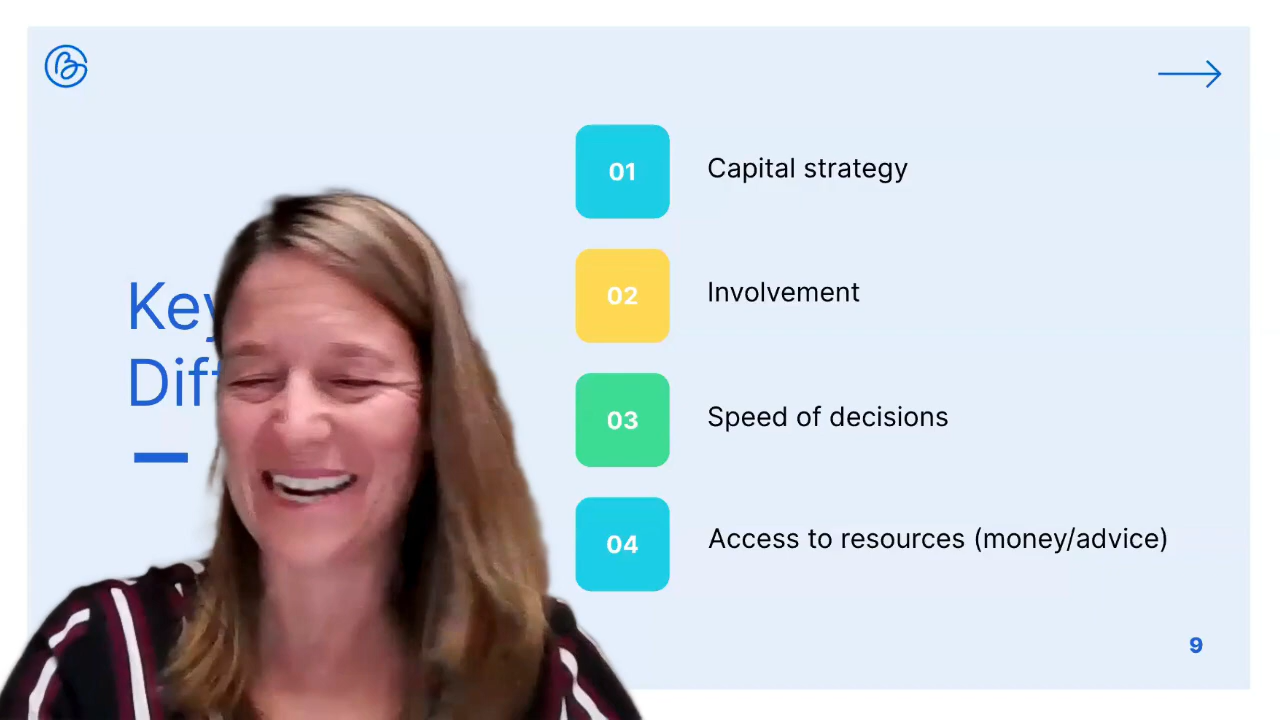 01
Capital strategy
02
Involvement
03
Speed of decisions
04
Access to resources (money/advice)
9